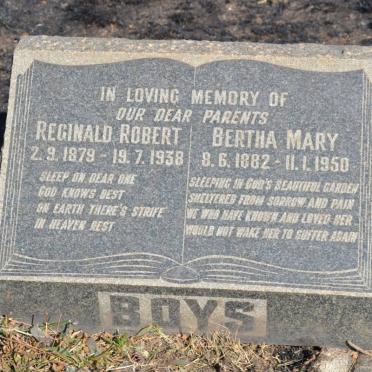 IN LOVING MEMORY OF
OUR DEAR PARENTS
REGINALD ROBERT
2.9.1879 - 19.7.1938
SLEEP ON DEAR ONE
GOD KNOWS BEST
ON EARTH THERE'S STRIFE
IN HEAVEN REST
BERTHA MARY
8.6.1882 - 11.1.1950
SLEEPING IN GOD'S BEAUTIFUL GARDEN
SHELTERED FROM SORROW AND PAIN
WE WHO HAVE KNOWN AND LOVED HER
WOULD NOT WAKE HER TO SUFFER AGAIN
BOYS